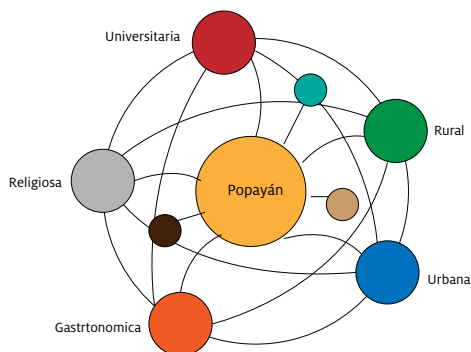 Universitaria
Rural
Religiosa
Popayán
Urbana
Gastrtonomica